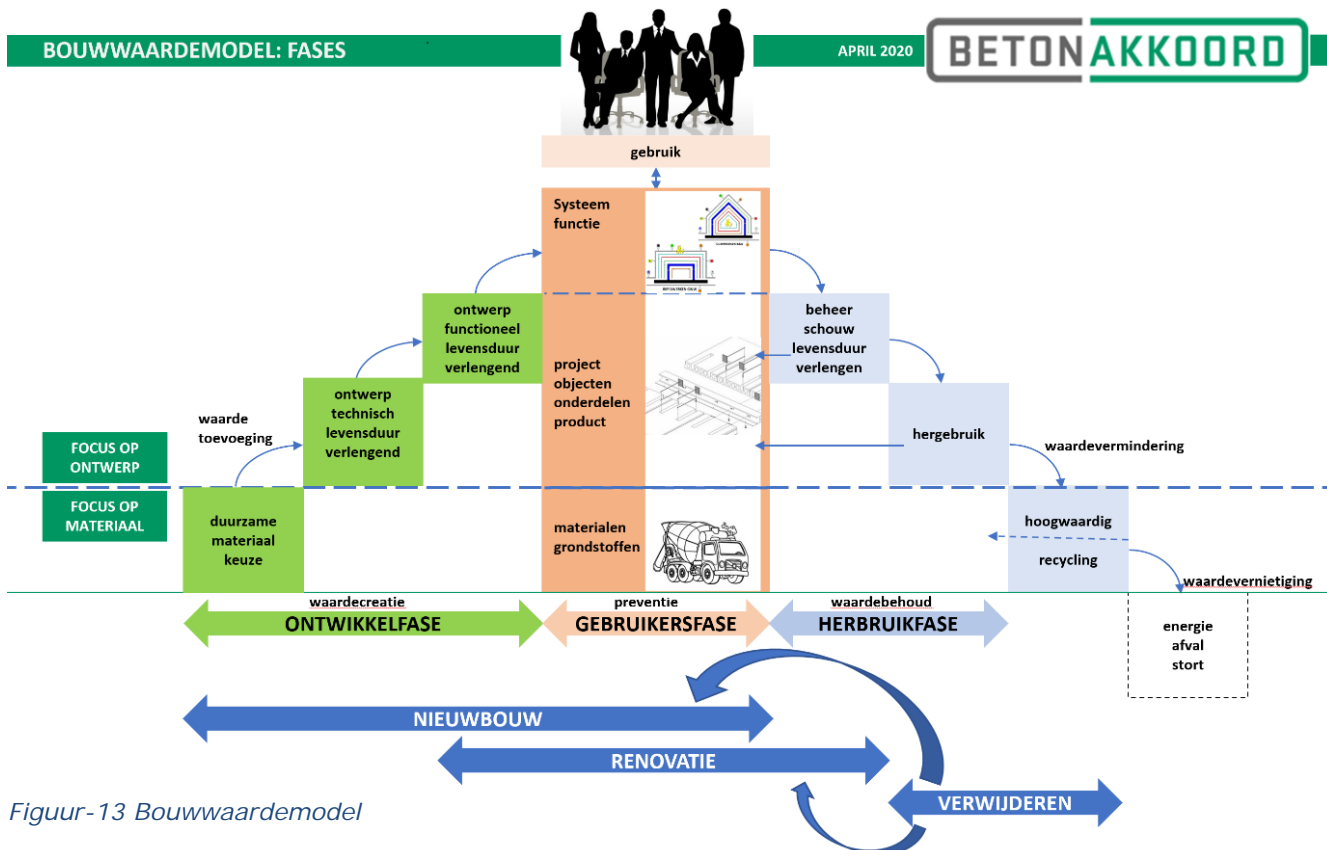 BOUWWAARDEMODEL: FASES
APRIL 2020
BETONAKKOORD
gebruik
Systeem
functie
ontwerp
functioneel
levensduur
verlengend
beheer
schouw
levensduur
verlengen
project
objecten
onderdelen
product
ontwerp
technisch
levensduur
verlengend
waarde
toevoeging
hergebruik
waardevermindering
FOCUS OP
ONTWERP
FOCUS OP
MATERIAAL
duurzame
materiaal
keuze
materialen
grondstoffen
hoogwaardig
recycling
waardevernietiging
energie
afval
stort
waardecreatie
ONTWIKKELFASE
preventie
GEBRUIKERSFASE
waardebehoud
HERBRUIKFASE
NIEUWBOUW
RENOVATIE
VERWIJDEREN
Figuur-13 Bouwwaardemodel